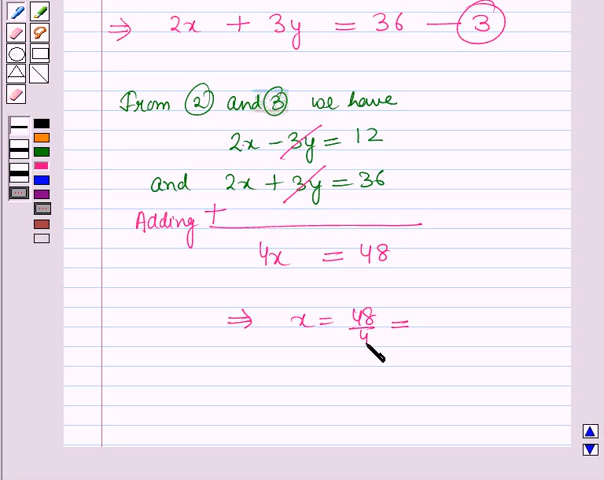 ⇒ 2x + 3y = 36 — ③
From ② and ③ we have
2x - 3y = 12
and 2x + 3y = 36
Adding +
4x = 48
⇒ x = 48/4 =